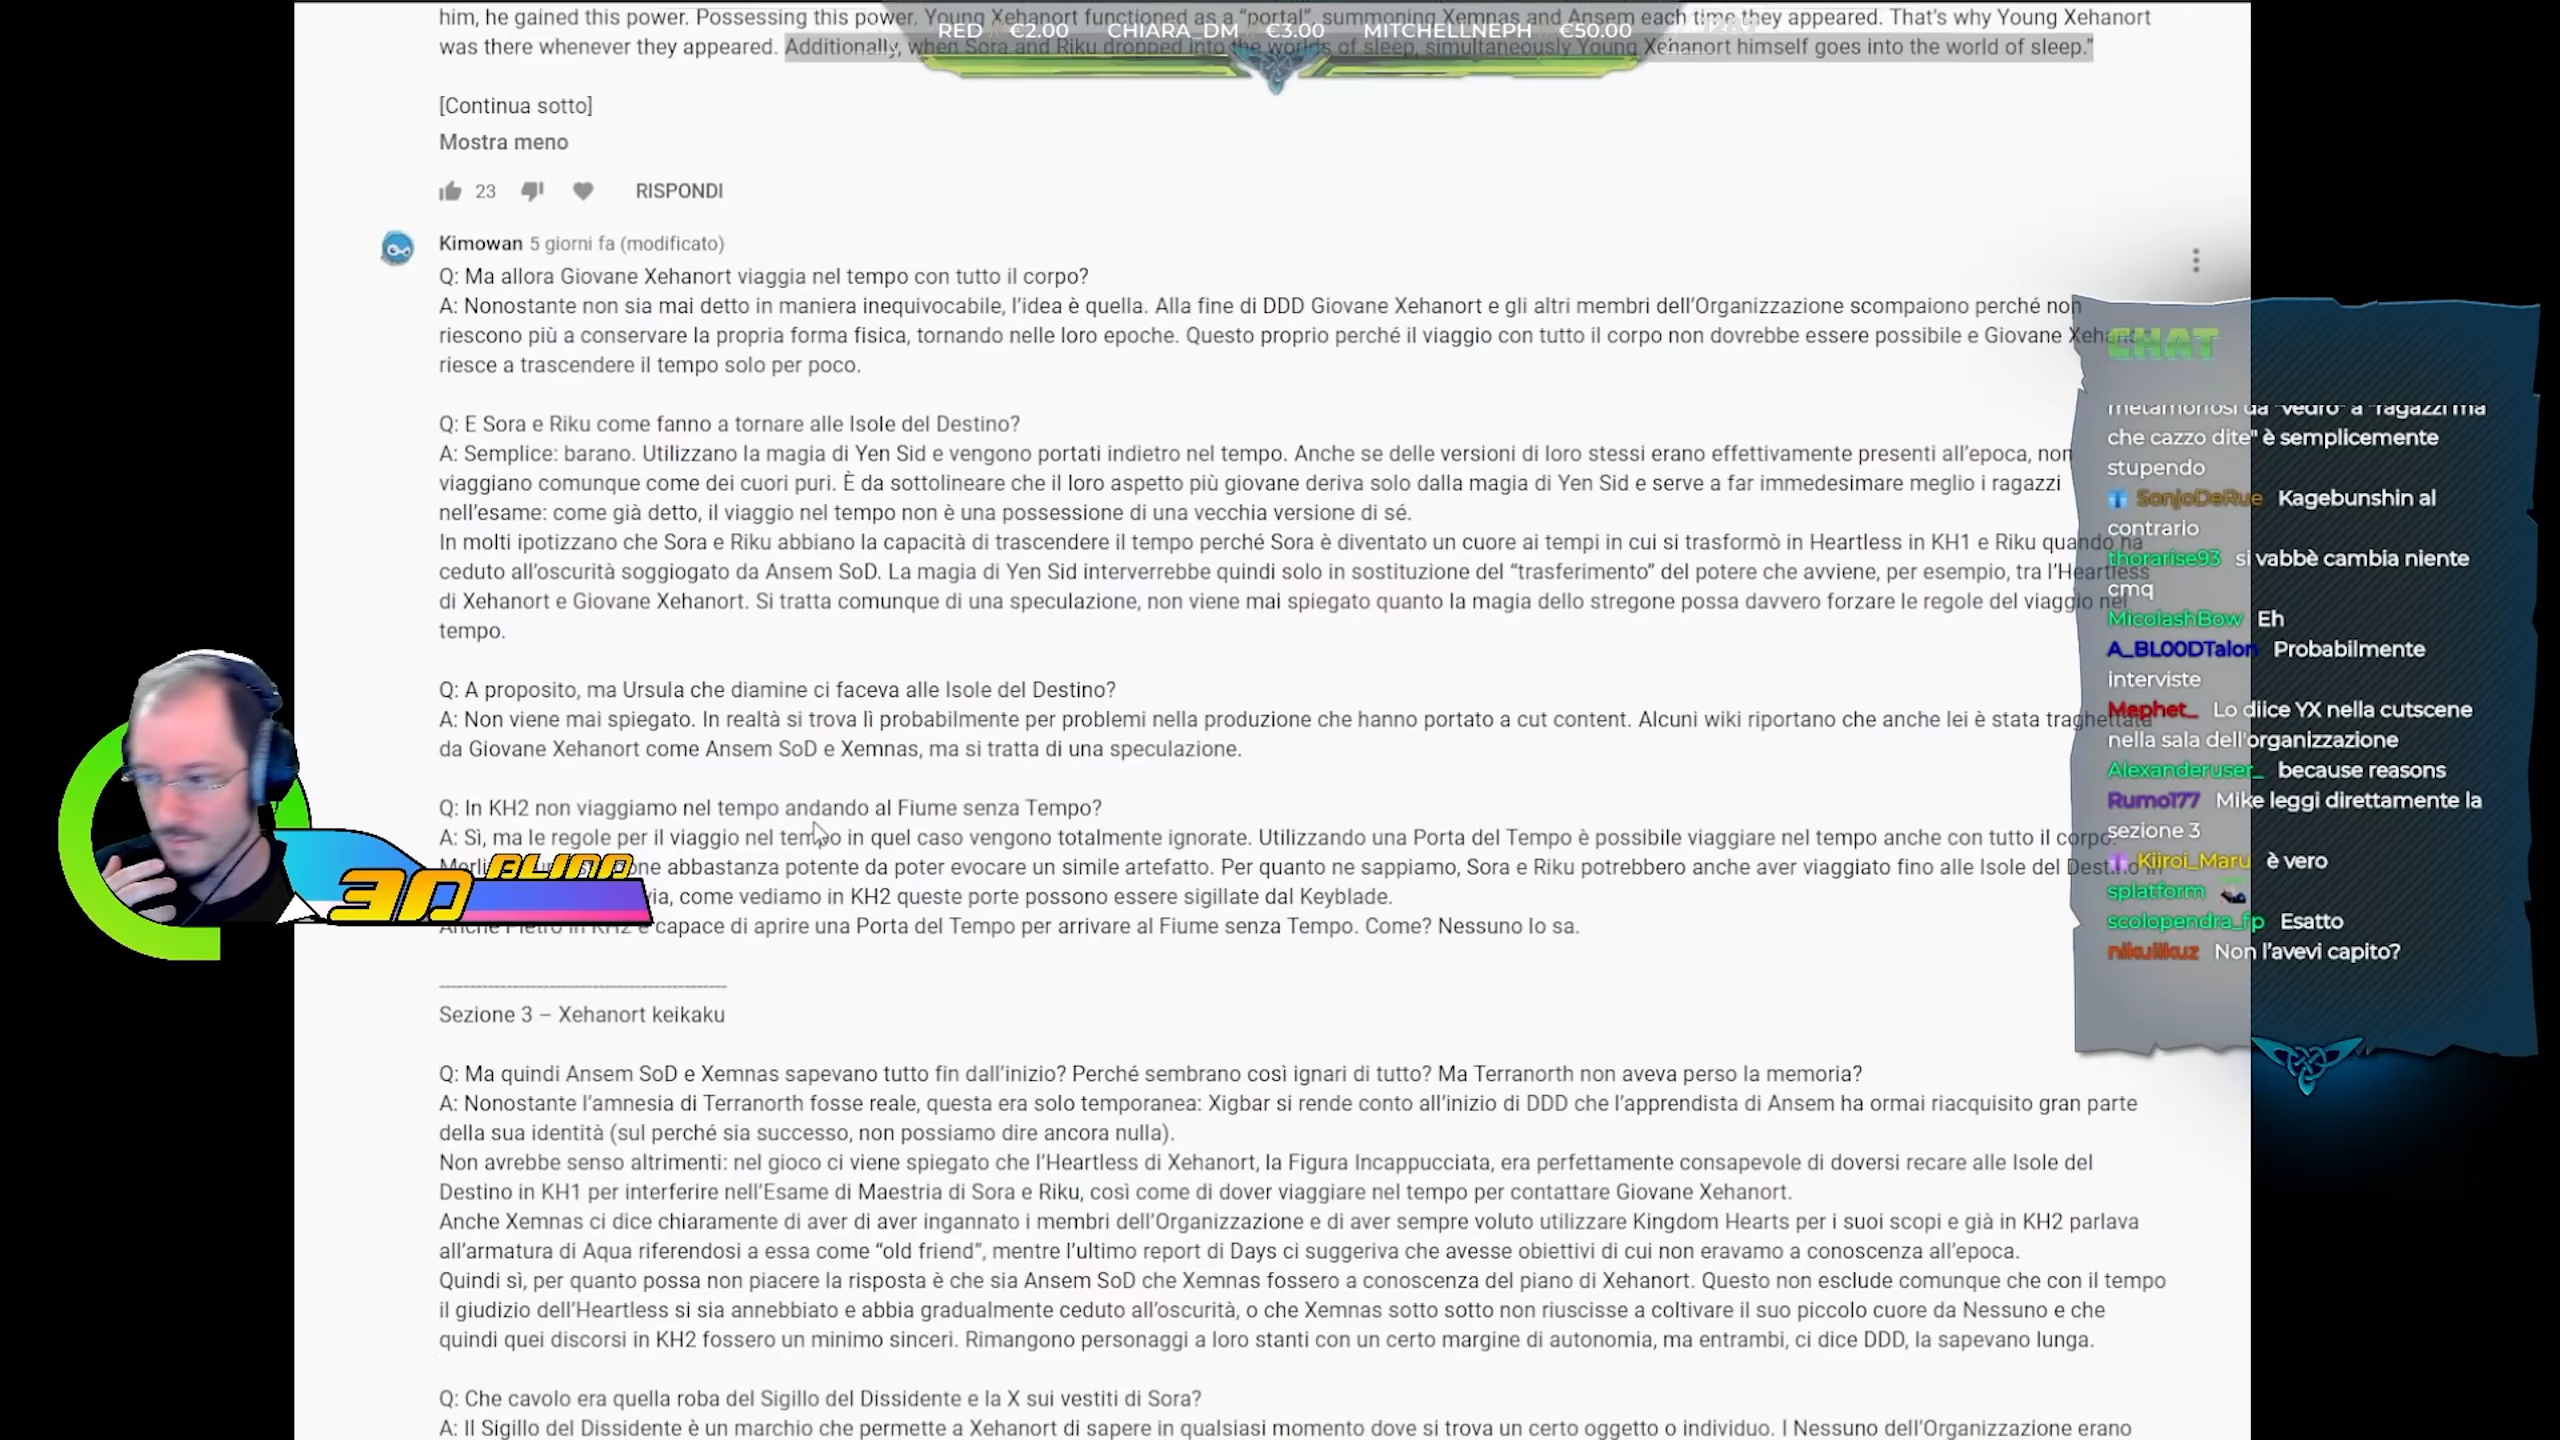 him, he gained this power. Possessing this power. Young Xehanort functioned as a "portal", summoning Xemnas and Ansem each time they appeared. That's why Young Xehanort
RED €2.00 CHIARA_DM €3.00 MITCHELLNEPH €50.00
was there whenever they appeared. Additionally, when Sora and Riku dropped into the worlds of sleep, simultaneously Young Xehanort himself goes into the world of sleep."
[Continua sotto]
Mostra meno
23 RISPONDI
Kimowan 5 giorni fa (modificato)
Q: Ma allora Giovane Xehanort viaggia nel tempo con tutto il corpo?
A: Nonostante non sia mai detto in maniera inequivocabile, l'idea è quella. Alla fine di DDD Giovane Xehanort e gli altri membri dell'Organizzazione scompaiono perché non
riescono più a conservare la propria forma fisica, tornando nelle loro epoche. Questo proprio perché il viaggio con tutto il corpo non dovrebbe essere possibile e Giovane Xehanort
riesce a trascendere il tempo solo per poco.
Q: E Sora e Riku come fanno a tornare alle Isole del Destino?
A: Semplice: barano. Utilizzano la magia di Yen Sid e vengono portati indietro nel tempo. Anche se delle versioni di loro stessi erano effettivamente presenti all'epoca, non
viaggiano comunque come dei cuori puri. È da sottolineare che il loro aspetto più giovane deriva solo dalla magia di Yen Sid e serve a far immedesimare meglio i ragazzi
nell'esame: come già detto, il viaggio nel tempo non è una possessione di una vecchia versione di sé.
In molti ipotizzano che Sora e Riku abbiano la capacità di trascendere il tempo perché Sora è diventato un cuore ai tempi in cui si trasformò in Heartless in KH1 e Riku quando ha
ceduto all'oscurità soggiogato da Ansem SoD. La magia di Yen Sid interverrebbe quindi solo in sostituzione del "trasferimento" del potere che avviene, per esempio, tra l'Heartless
di Xehanort e Giovane Xehanort. Si tratta comunque di una speculazione, non viene mai spiegato quanto la magia dello stregone possa davvero forzare le regole del viaggio nel
tempo.
Q: A proposito, ma Ursula che diamine ci faceva alle Isole del Destino?
A: Non viene mai spiegato. In realtà si trova lì probabilmente per problemi nella produzione che hanno portato a cut content. Alcuni wiki riportano che anche lei è stata traghettata
da Giovane Xehanort come Ansem SoD e Xemnas, ma si tratta di una speculazione.
Q: In KH2 non viaggiamo nel tempo andando al Fiume senza Tempo?
A: Sì, ma le regole per il viaggio nel tempo in quel caso vengono totalmente ignorate. Utilizzando una Porta del Tempo è possibile viaggiare nel tempo anche con tutto il corpo.
abbastanza potente da poter evocare un simile artefatto. Per quanto ne sappiamo, Sora e Riku potrebbero anche aver viaggiato fino alle Isole del Destino in
come vediamo in KH2 queste porte possono essere sigillate dal Keyblade.
Anche Pietro in KH2 è capace di aprire una Porta del Tempo per arrivare al Fiume senza Tempo. Come? Nessuno lo sa.
Sezione 3 – Xehanort keikaku
Q: Ma quindi Ansem SoD e Xemnas sapevano tutto fin dall'inizio? Perché sembrano così ignari di tutto? Ma Terranorth non aveva perso la memoria?
A: Nonostante l'amnesia di Terranorth fosse reale, questa era solo temporanea: Xigbar si rende conto all'inizio di DDD che l'apprendista di Ansem ha ormai riacquisito gran parte
della sua identità (sul perché sia successo, non possiamo dire ancora nulla).
Non avrebbe senso altrimenti: nel gioco ci viene spiegato che l'Heartless di Xehanort, la Figura Incappucciata, era perfettamente consapevole di doversi recare alle Isole del
Destino in KH1 per interferire nell'Esame di Maestria di Sora e Riku, così come di dover viaggiare nel tempo per contattare Giovane Xehanort.
Anche Xemnas ci dice chiaramente di aver di aver ingannato i membri dell'Organizzazione e di aver sempre voluto utilizzare Kingdom Hearts per i suoi scopi e già in KH2 parlava
all'armatura di Aqua riferendosi a essa come "old friend", mentre l'ultimo report di Days ci suggeriva che avesse obiettivi di cui non eravamo a conoscenza all'epoca.
Quindi sì, per quanto possa non piacere la risposta è che sia Ansem SoD che Xemnas fossero a conoscenza del piano di Xehanort. Questo non esclude comunque che con il tempo
il giudizio dell'Heartless si sia annebbiato e abbia gradualmente ceduto all'oscurità, o che Xemnas sotto sotto non riuscisse a coltivare il suo piccolo cuore da Nessuno e che
quindi quei discorsi in KH2 fossero un minimo sinceri. Rimangono personaggi a loro stanti con un certo margine di autonomia, ma entrambi, ci dice DDD, la sapevano lunga.
Q: Che cavolo era quella roba del Sigillo del Dissidente e la X sui vestiti di Sora?
A: Il Sigillo del Dissidente è un marchio che permette a Xehanort di sapere in qualsiasi momento dove si trova un certo oggetto o individuo. I Nessuno dell'Organizzazione erano
BLIND
3D
CHAT
metamorfosi da "vedro" a "ragazzi ma
che cazzo dite" è semplicemente
stupendo
SonjoDeRue Kagebunshin al
contrario
thorarise93 si vabbè cambia niente
cmq
MicolashBow Eh
A_BL00DTalon Probabilmente
interviste
Mephet_ Lo diice YX nella cutscene
nella sala dell'organizzazione
Alexanderuser_ because reasons
Rumo177 Mike leggi direttamente la
sezione 3
Kiiroi_Maru è vero
splatform
scolopendra_fp Esatto
nikulikuz Non l'avevi capito?